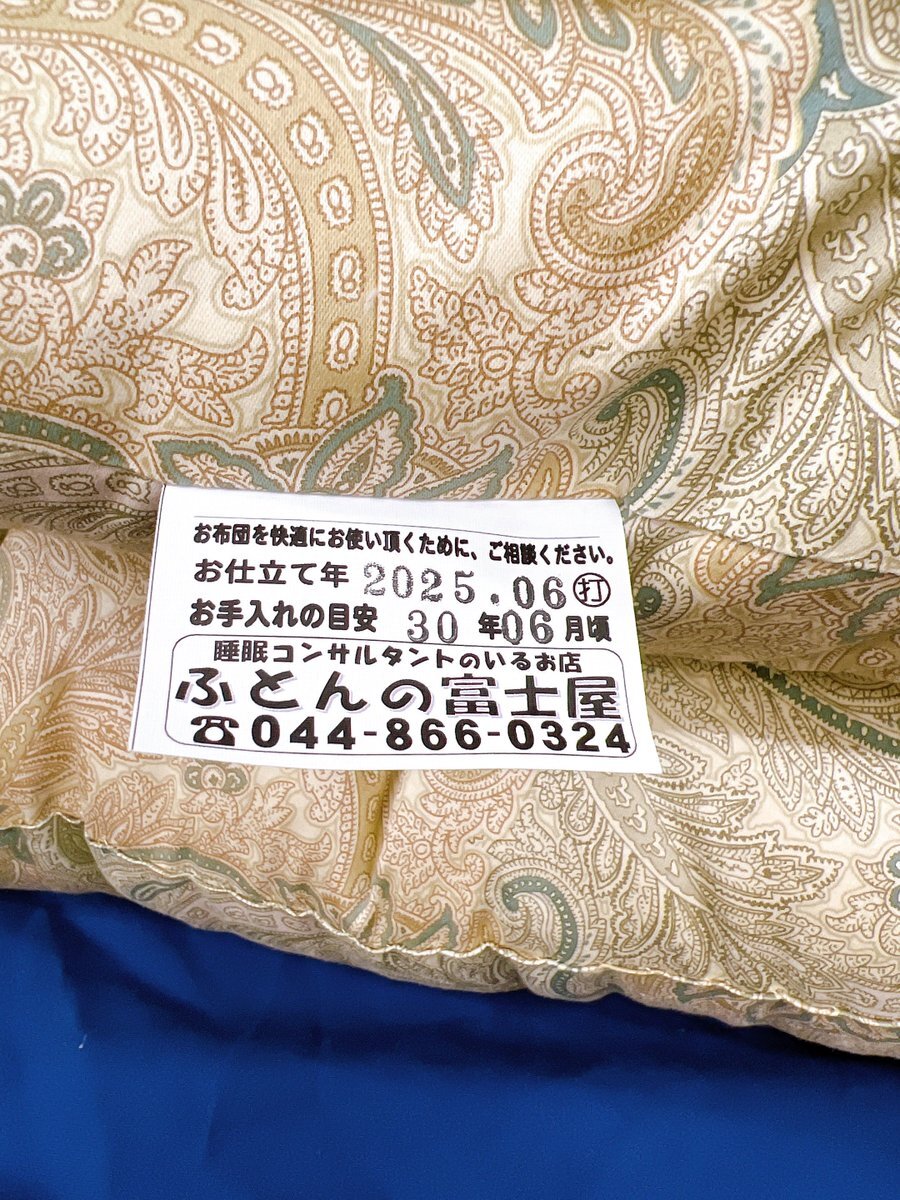 お布団を快適にお使い頂くために、ご相談ください。
お仕立て年 2025.06 ㊣打
お手入れの目安 30 年06月頃
睡眠コンサルタントのいるお店
ふとんの富士屋
☎044-866-0324